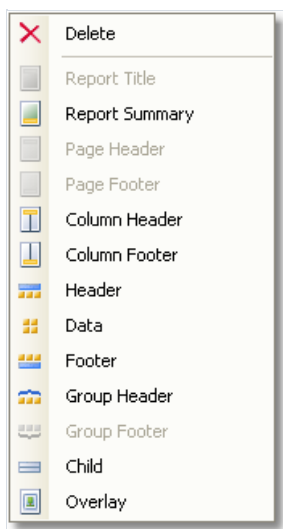 Delete
Report Title
Report Summary
Page Header
Page Footer
Column Header
Column Footer
Header
Data
Footer
Group Header
Group Footer
Child
Overlay